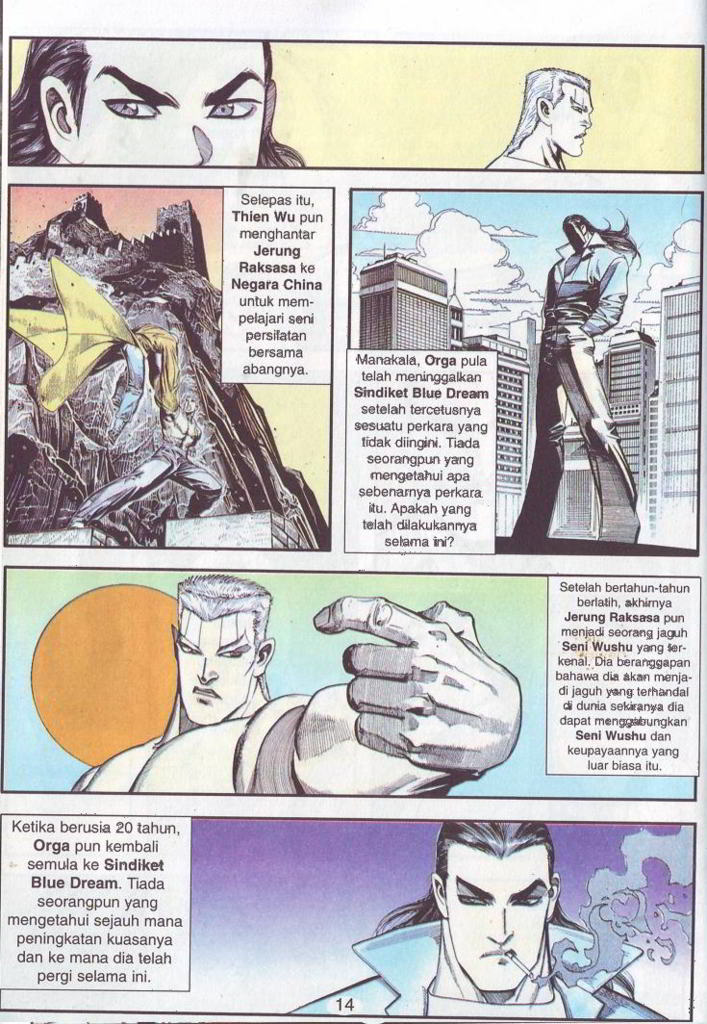 Selepas itu,
Thien Wu pun
menghantar
Jerung
Raksasa ke
Negara China
untuk mem-
pelajari seni
persilatan
bersama
abangnya.
Manakala, Orga pula
telah meninggalkan
Sindiket Blue Dream
setelah tercetusnya
sesuatu perkara yang
tidak diingini. Tiada
seorangpun yang
mengetahui apa
sebenarnya perkara
itu. Apakah yang
telah dilakukannya
selama ini?
Setelah bertahun-tahun
berlatih, akhirnya
Jerung Raksasa pun
menjadi seorang jaguh
Seni Wushu yang ter-
kenal. Dia beranggapan
bahawa dia akan menja-
di jaguh yang terhandal
di dunia sekiranya dia
dapat menggabungkan
Seni Wushu dan
keupayaannya yang
luar biasa itu.
Ketika berusia 20 tahun,
Orga pun kembali
semula ke Sindiket
Blue Dream. Tiada
seorangpun yang
mengetahui sejauh mana
peningkatan kuasanya
dan ke mana dia telah
pergi selama ini.
14